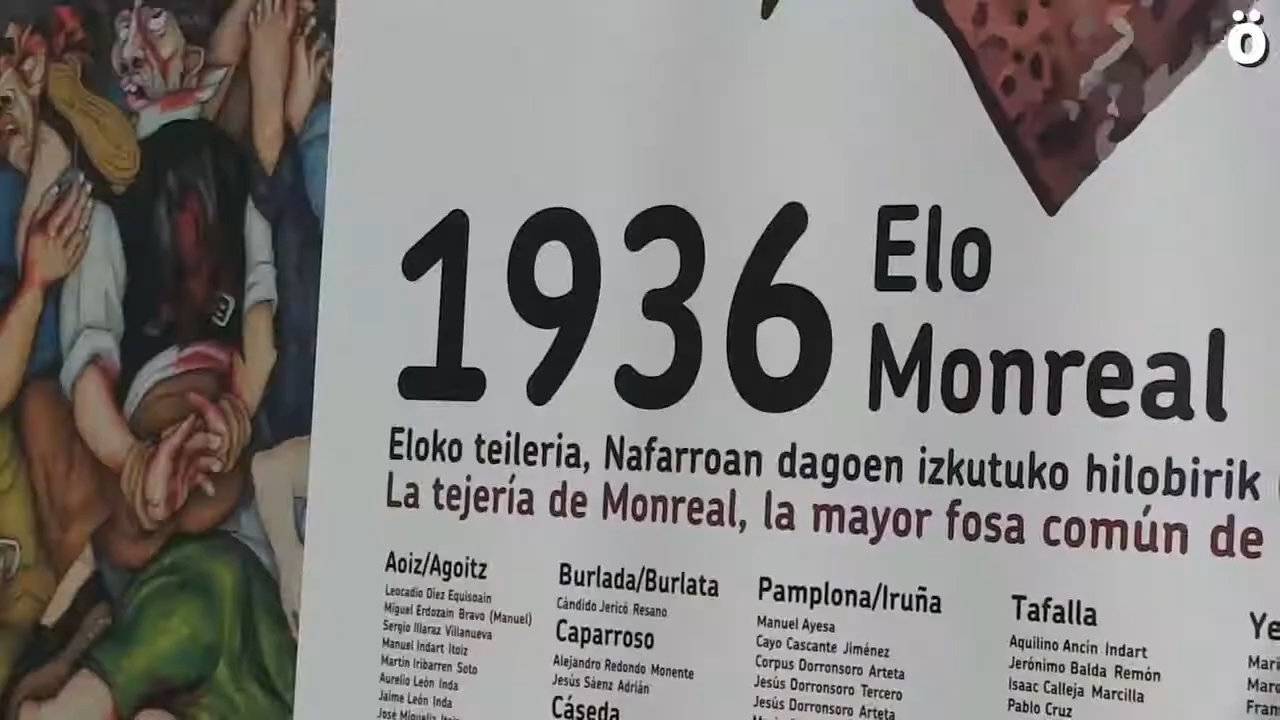 ö
1936
Elo
Monreal
Eloko teileria, Nafarroan dagoen izkutuko hilobirik
La tejería de Monreal, la mayor fosa común de
Aoiz/Agoitz
Leocadio Diez Equisoain
Miguel Erdozain Bravo (Manuel)
Sergio Illaraz Villanueva
Manuel Indart Itoiz
Martín Iribarren Soto
Aurelio León Inda
Jaime León Inda
Burlada/Burlata
Cándido Jericó Resano
Caparroso
Alejandro Redondo Monente
Jesús Sáenz Adrián
Cáseda
Pamplona/Iruña
Manuel Ayesa
Cayo Cascante Jiménez
Corpus Dorronsoro Arteta
Jesús Dorronsoro Tercero
Jesús Dorronsoro Arteta
Tafalla
Aquilino Ancín Indart
Jerónimo Balda Remón
Isaac Calleja Marcilla
Pablo Cruz